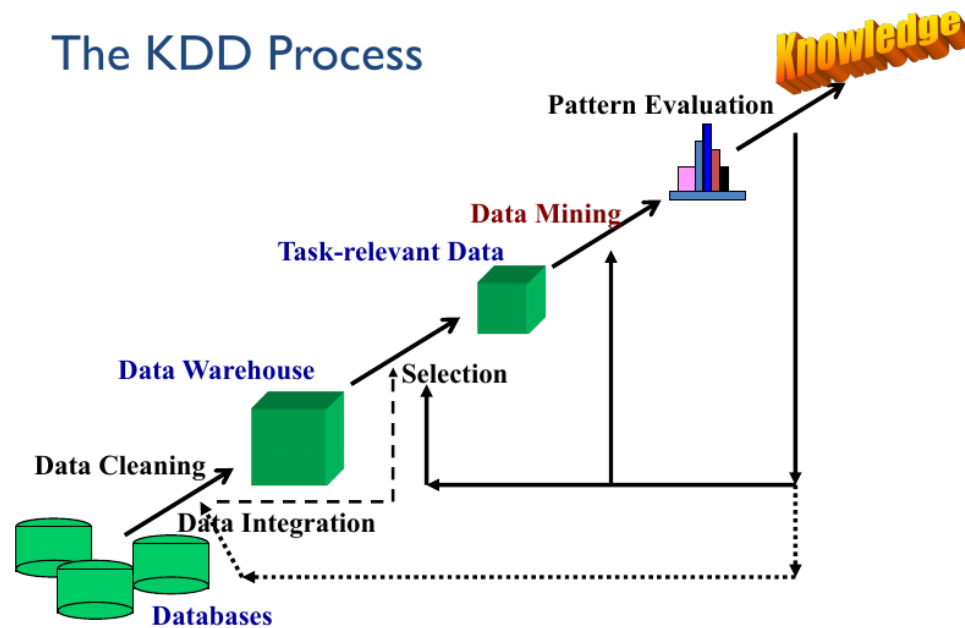 The KDD Process
Knowledge
Pattern Evaluation
Data Mining
Task-relevant Data
Data Warehouse
Selection
Data Cleaning
Data Integration
Databases